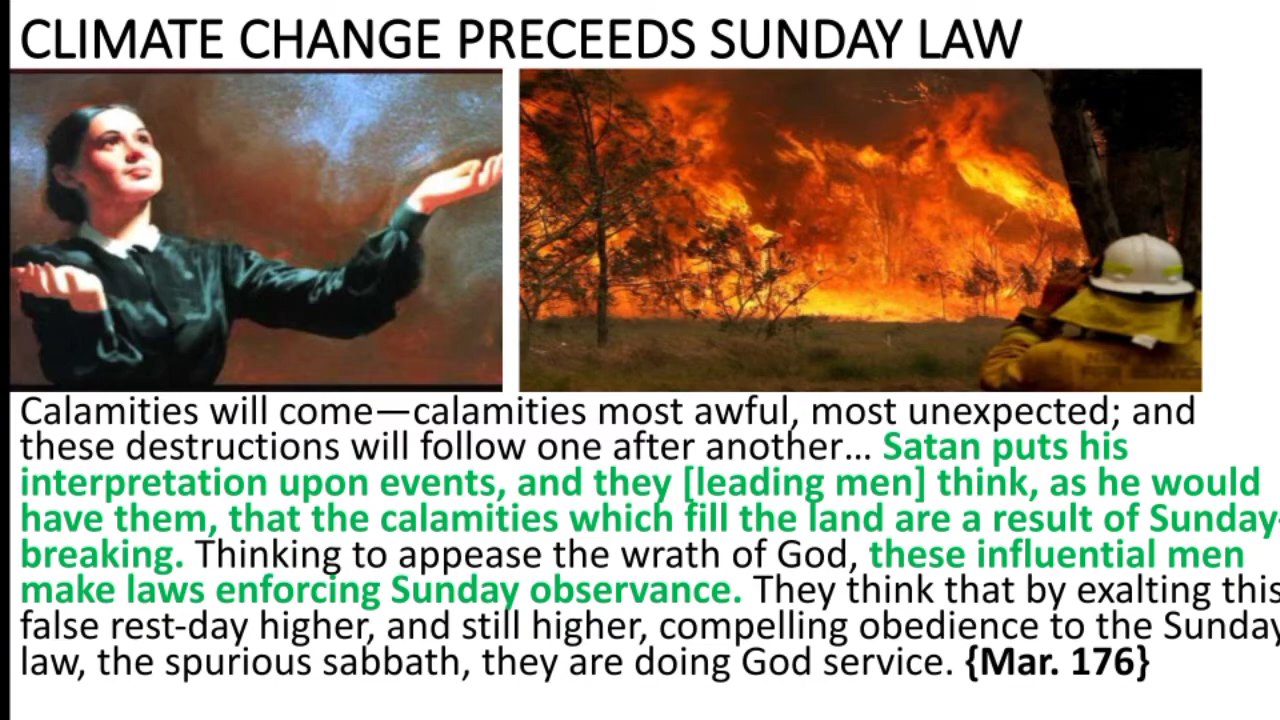 CLIMATE CHANGE PRECEEDS SUNDAY LAW
Calamities will come—calamities most awful, most unexpected; and
these destructions will follow one after another... Satan puts his
interpretation upon events, and they [leading men] think, as he would
have them, that the calamities which fill the land are a result of Sunday-
breaking. Thinking to appease the wrath of God, these influential men
make laws enforcing Sunday observance. They think that by exalting this
false rest-day higher, and still higher, compelling obedience to the Sunday
law, the spurious sabbath, they are doing God service. {Mar. 176}